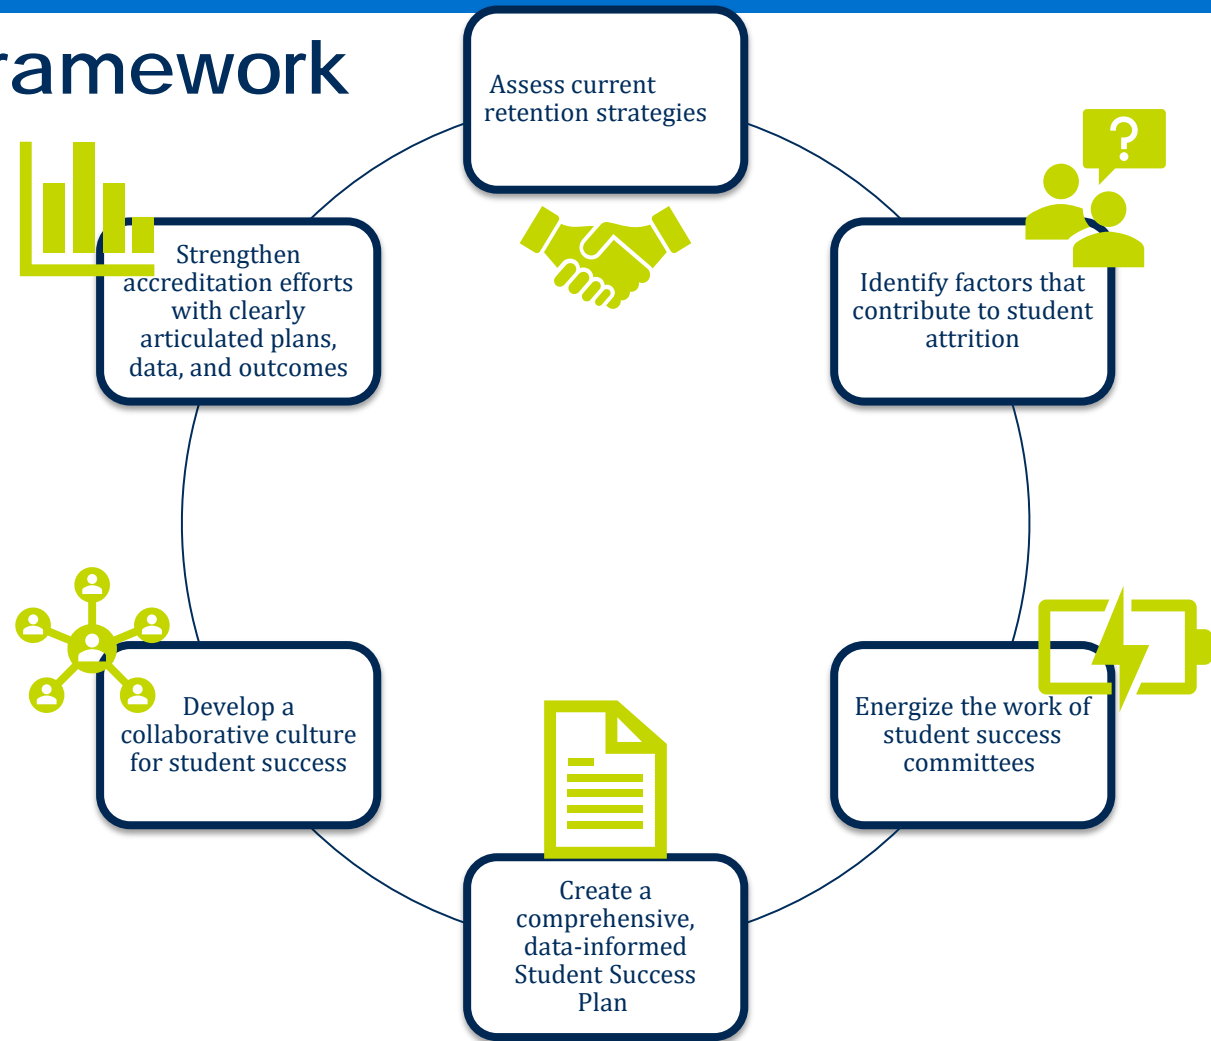 ramework
Assess current
retention strategies
?
Identify factors that
contribute to student
attrition
Energize the work of
student success
committees
Create a
comprehensive,
data-informed
Student Success
Plan
Develop a
collaborative culture
for student success
Strengthen
accreditation efforts
with clearly
articulated plans,
data, and outcomes